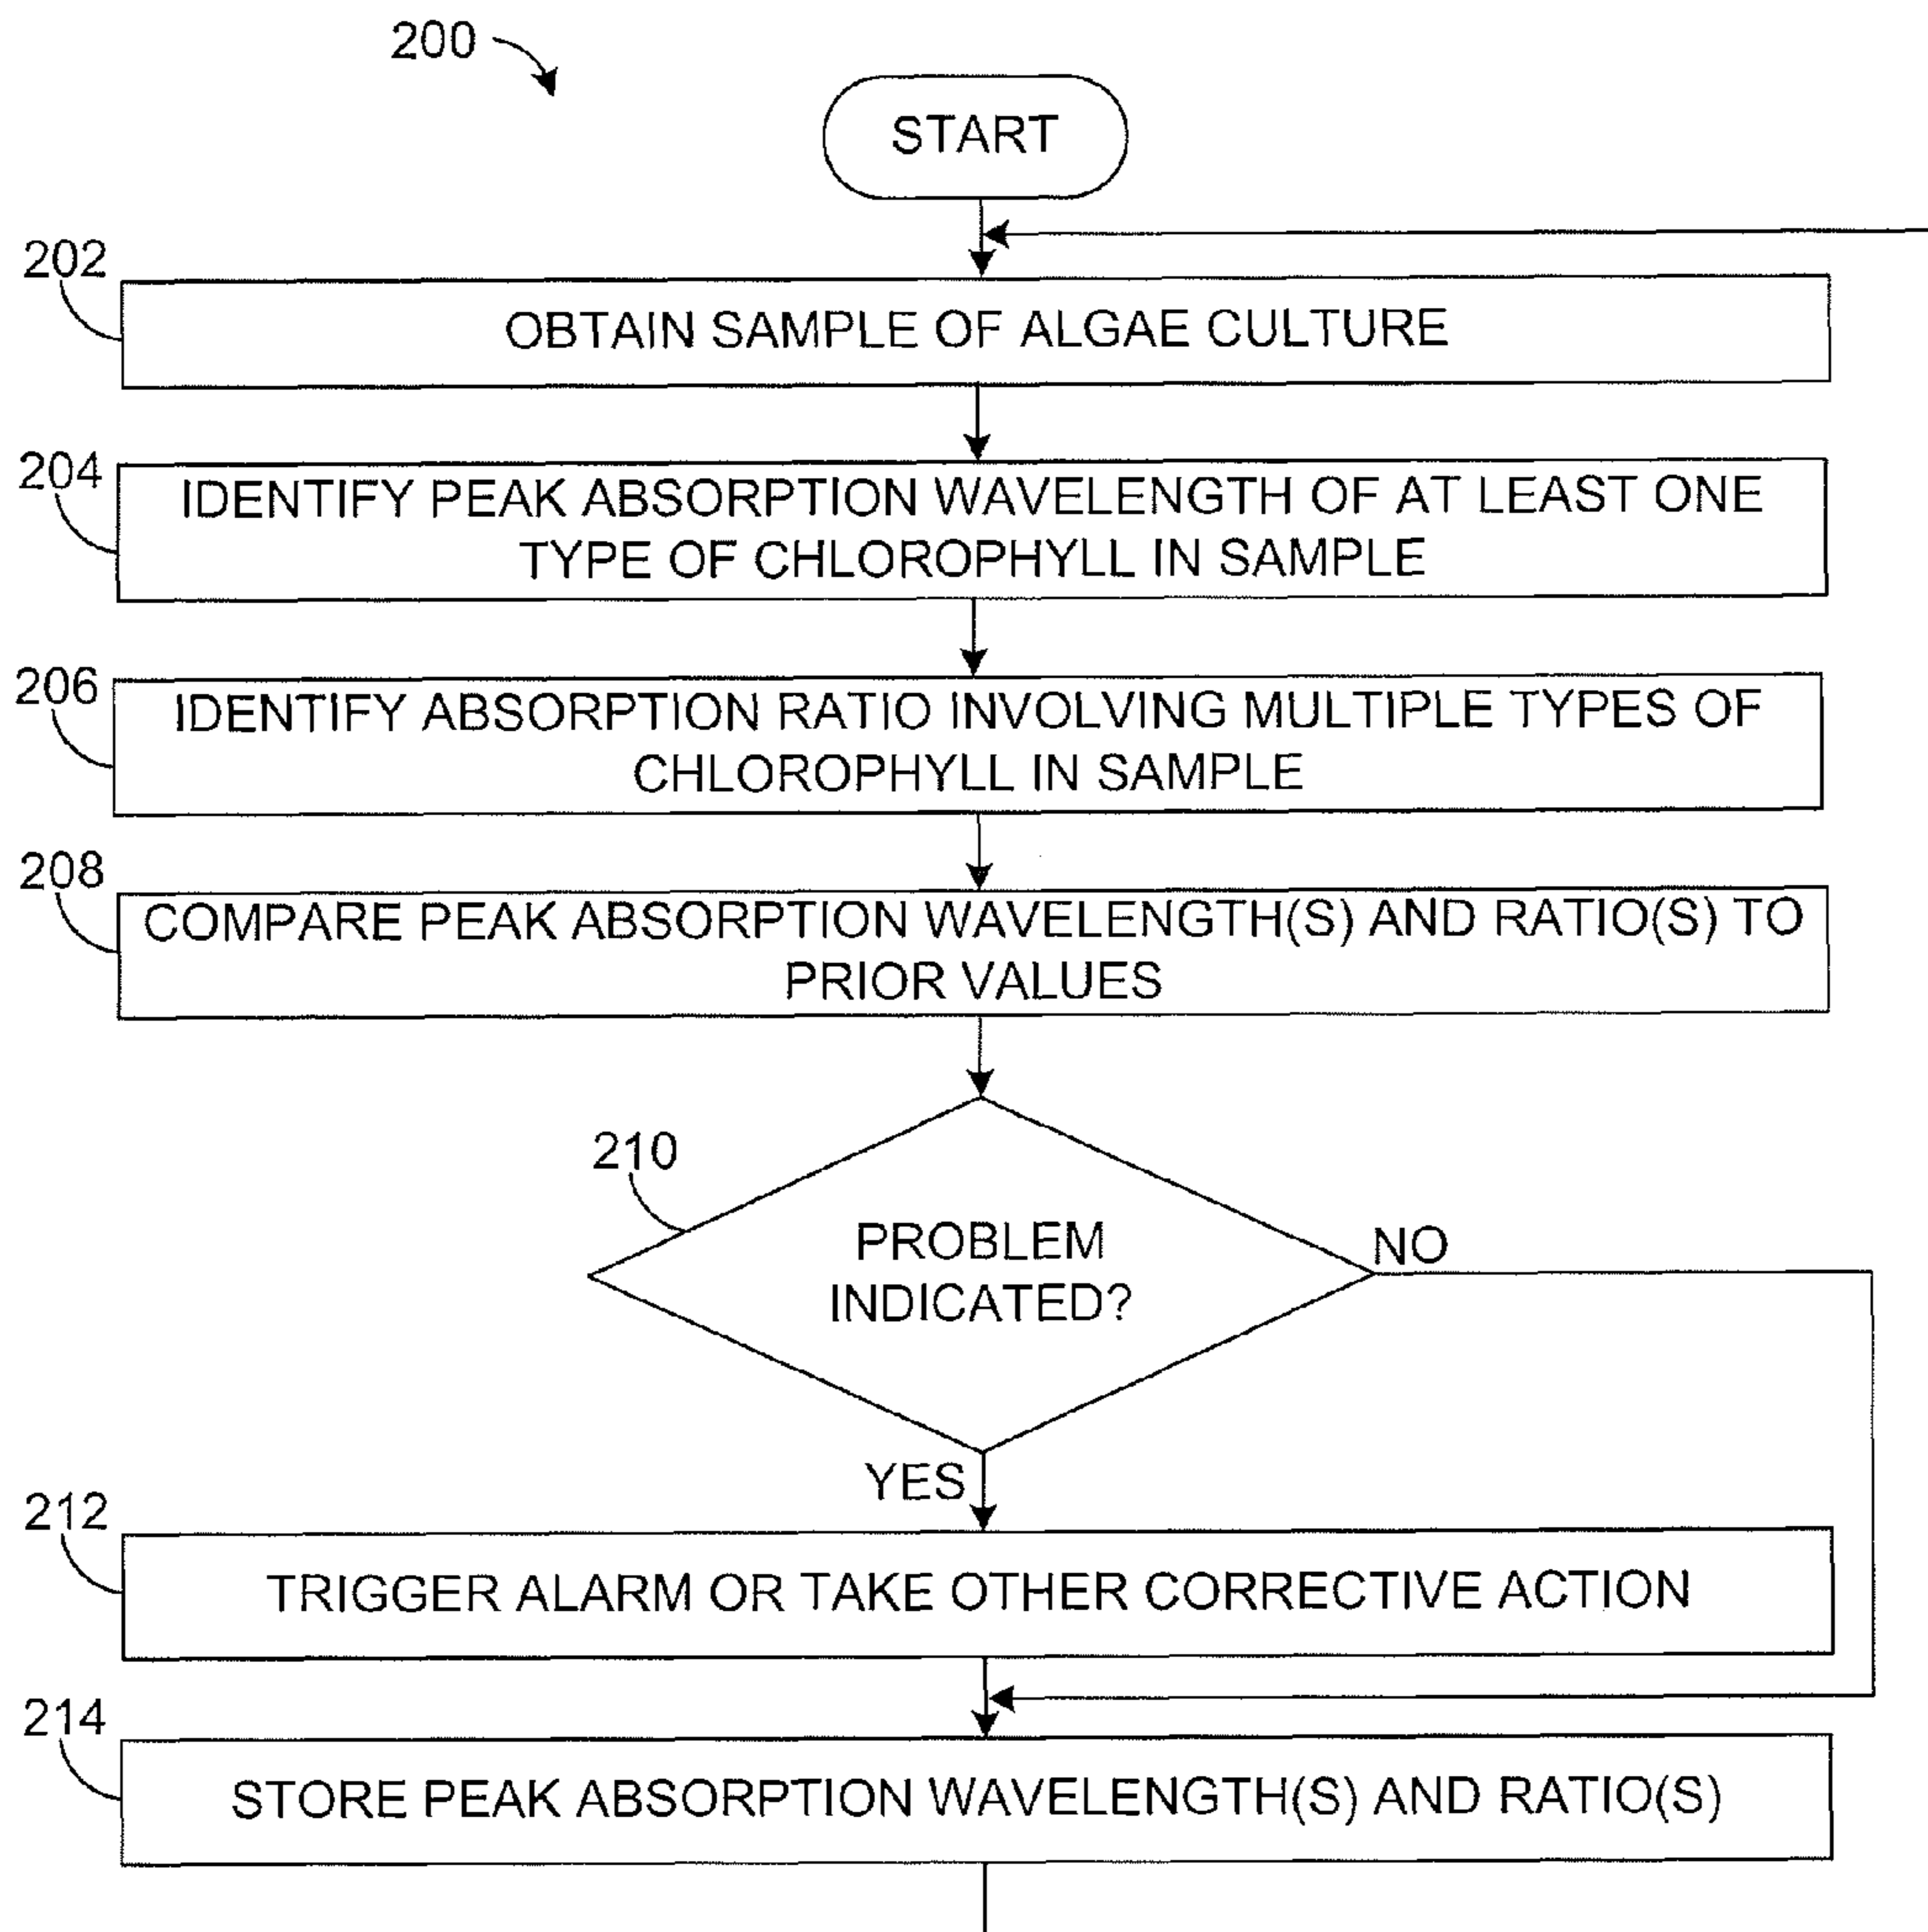 200
START
202
OBTAIN SAMPLE OF ALGAE CULTURE
204
IDENTIFY PEAK ABSORPTION WAVELENGTH OF AT LEAST ONE
TYPE OF CHLOROPHYLL IN SAMPLE
206
IDENTIFY ABSORPTION RATIO INVOLVING MULTIPLE TYPES OF
CHLOROPHYLL IN SAMPLE
208
COMPARE PEAK ABSORPTION WAVELENGTH(S) AND RATIO(S) TO
PRIOR VALUES
210
PROBLEM
INDICATED?
NO
YES
212
TRIGGER ALARM OR TAKE OTHER CORRECTIVE ACTION
214
STORE PEAK ABSORPTION WAVELENGTH(S) AND RATIO(S)